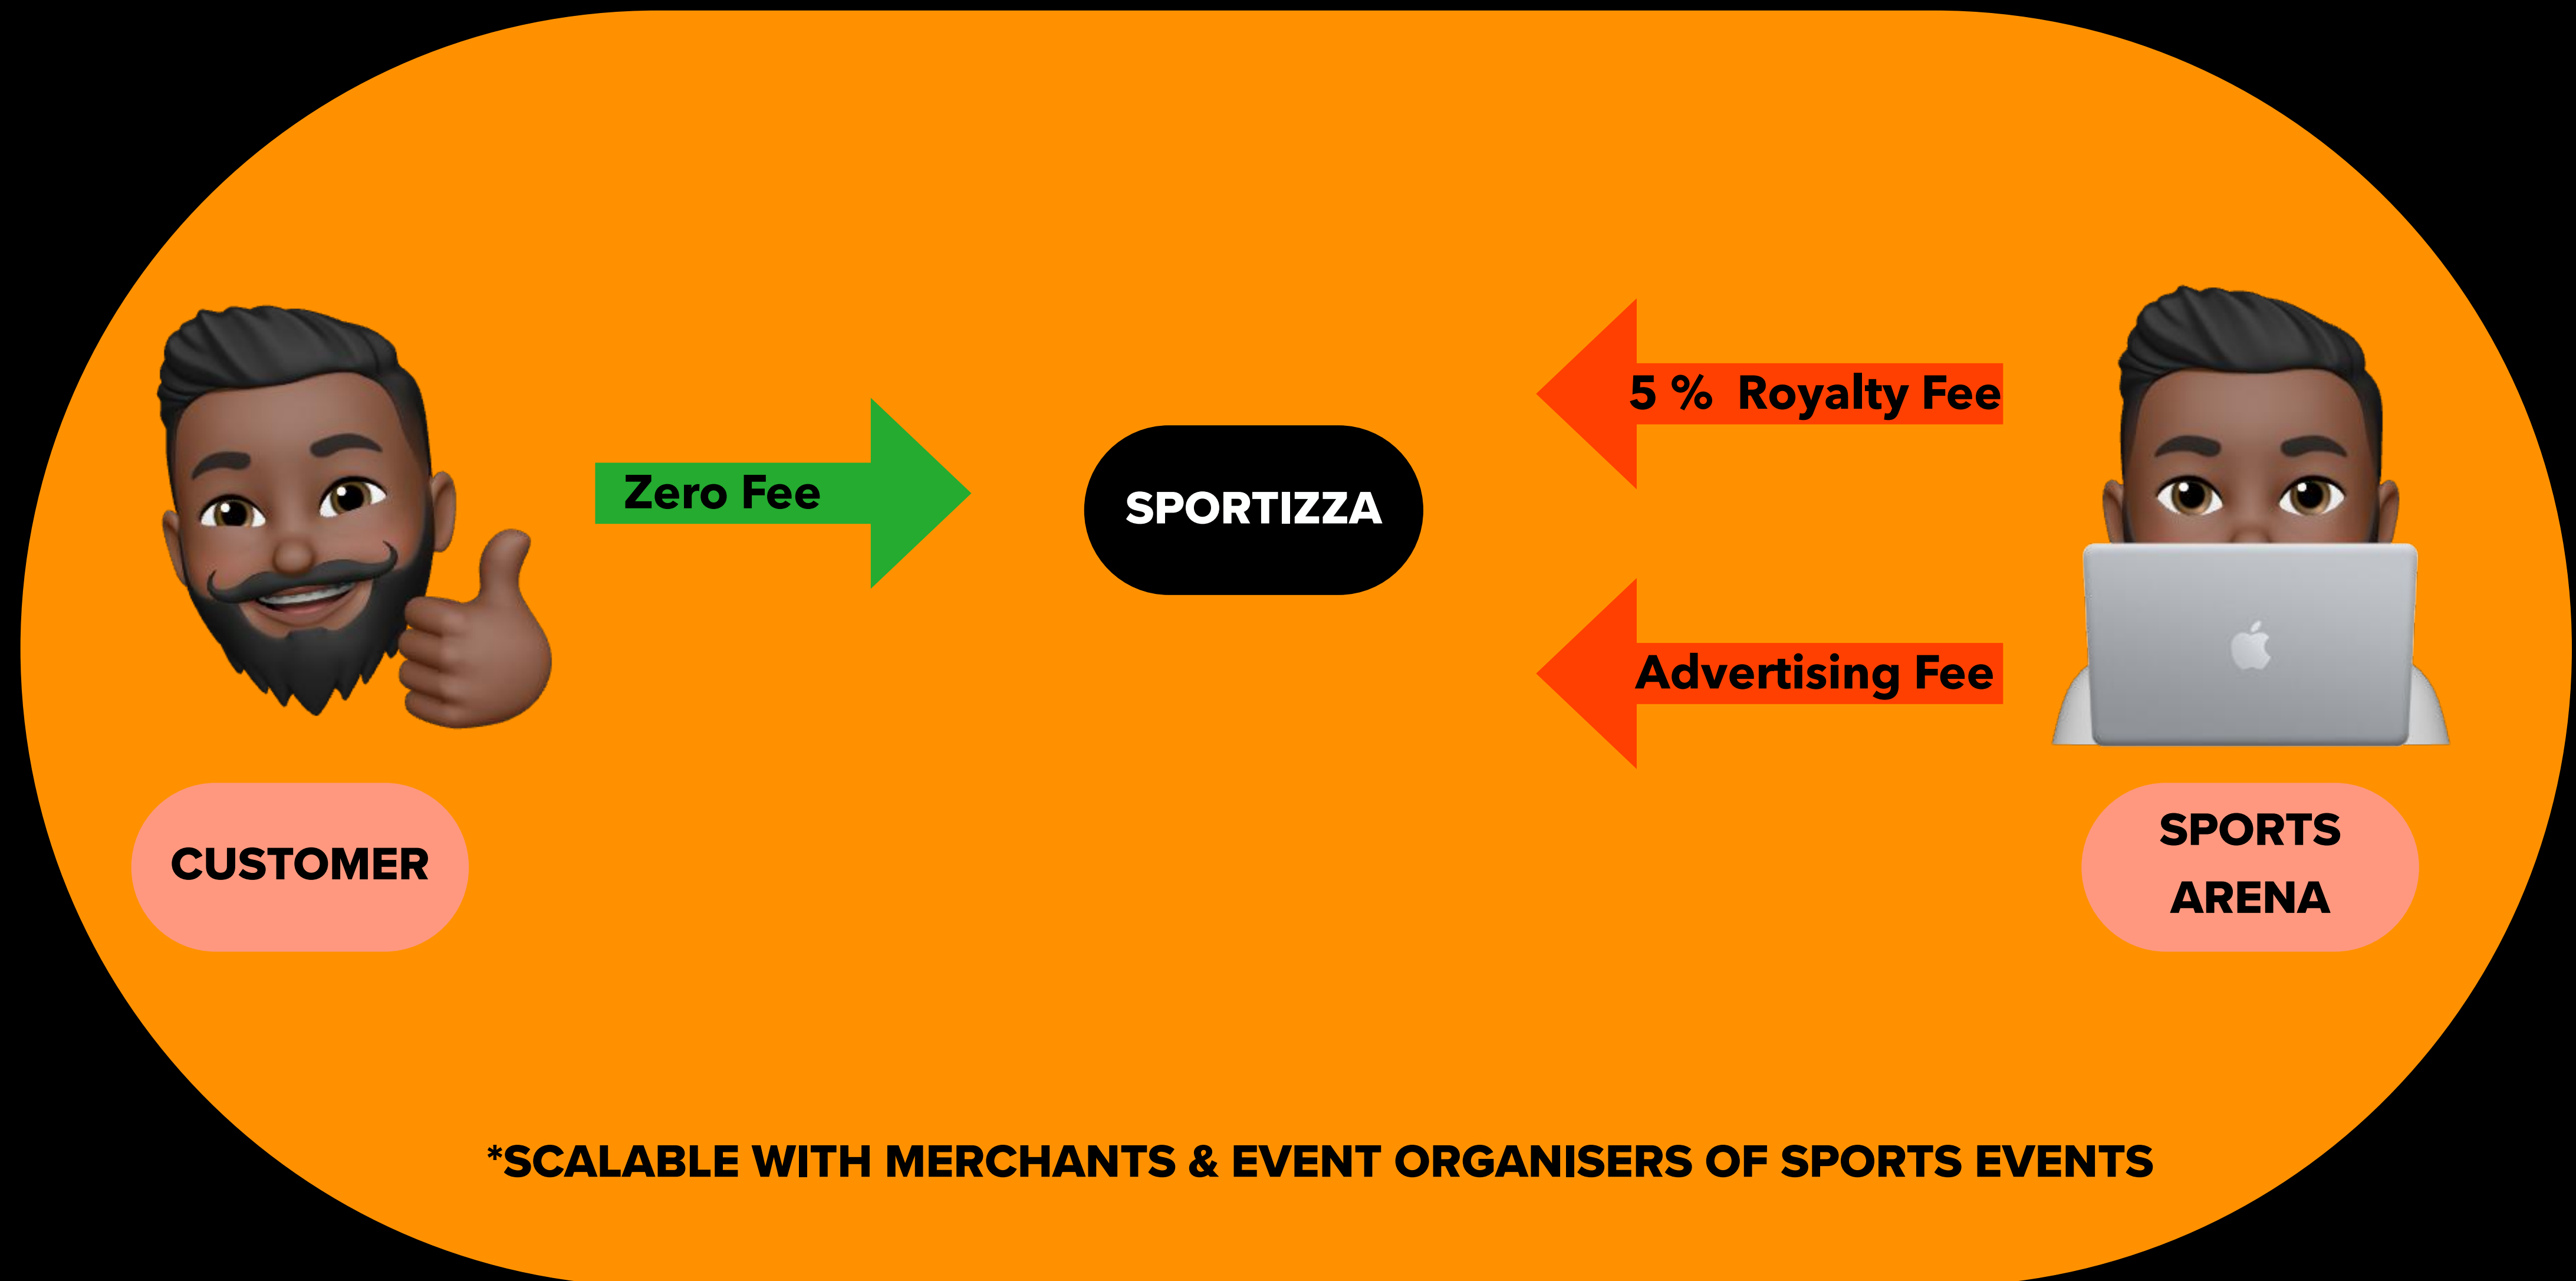 5 %  Royalty Fee
Zero Fee
SPORTIZZA
Advertising Fee
CUSTOMER
SPORTS
ARENA
*SCALABLE WITH MERCHANTS & EVENT ORGANISERS OF SPORTS EVENTS